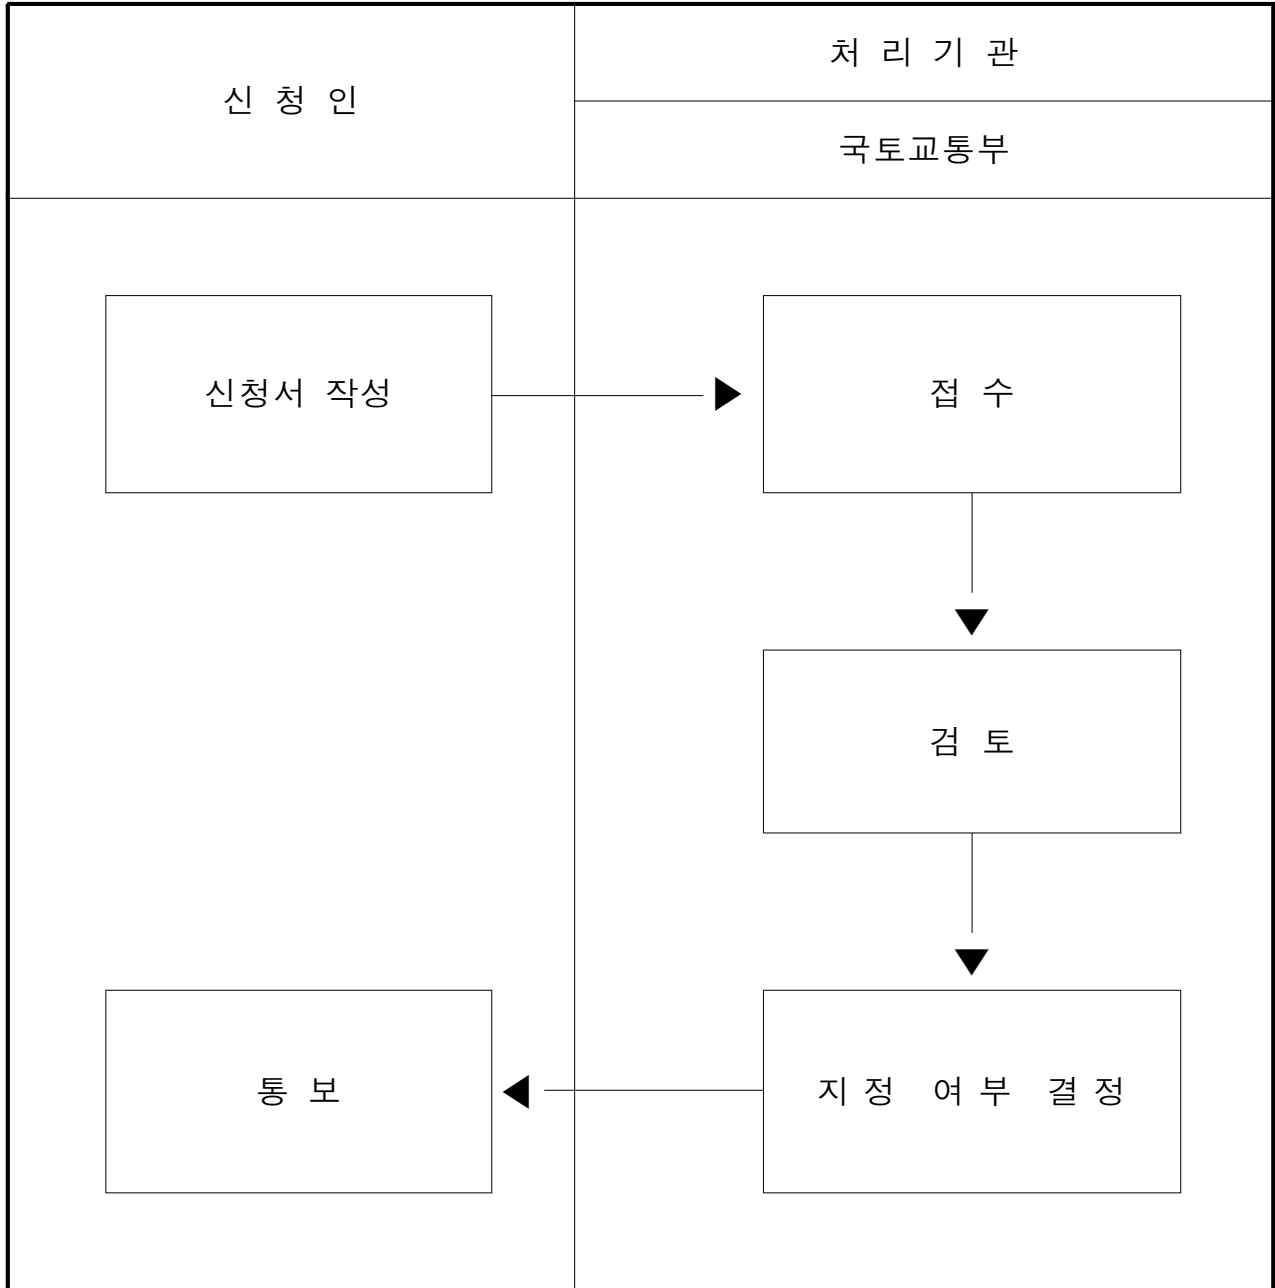 신 청 인
처 리 기 관
국토교통부
신청서 작성
접 수
검 토
지 정 여 부 결 정
통 보